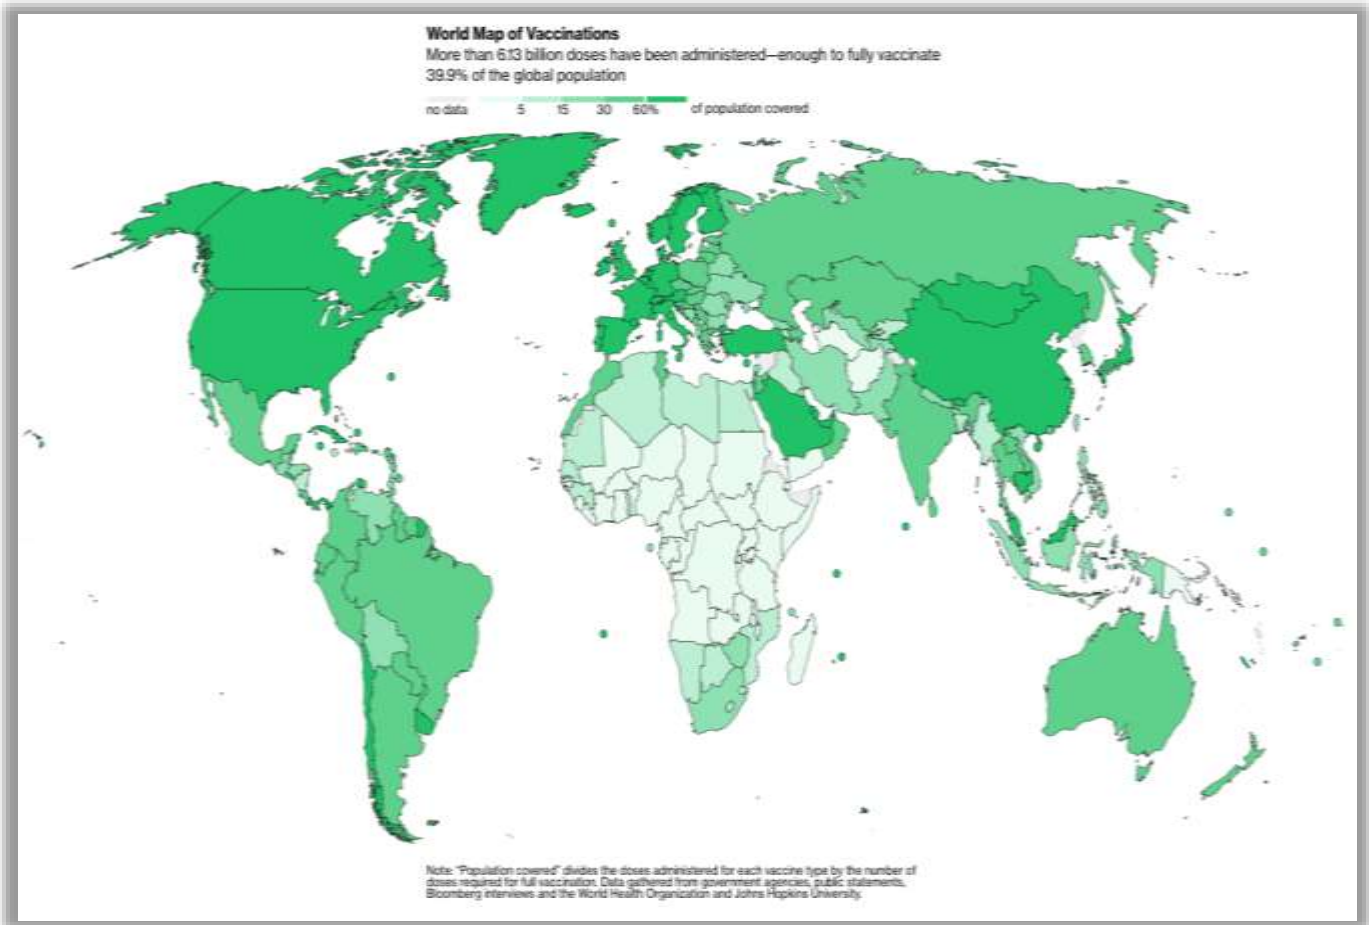 World Map of Vaccinations
More than 6.13 billion doses have been administered—enough to fully vaccinate
39.9% of the global population
no data 5 15 30 60% of population covered
Note: "Population covered" divides the doses administered for each vaccine type by the number of
doses required for full vaccination. Data gathered from government agencies, public statements,
Bloomberg interviews and the World Health Organization and Johns Hopkins University.